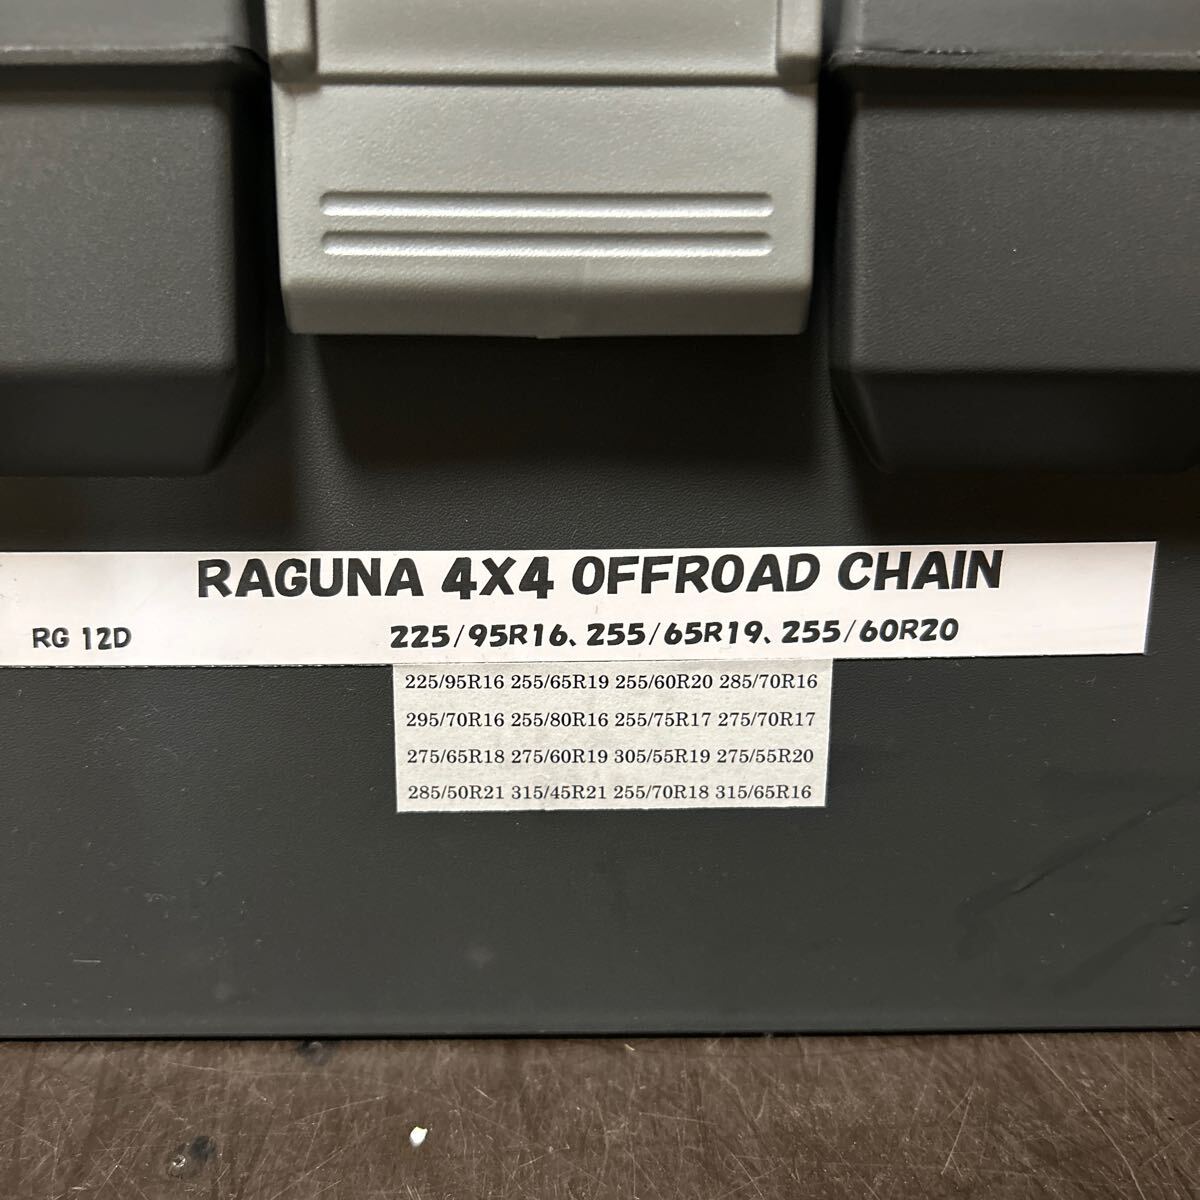 RAGUNA 4X4 OFFROAD CHAIN
RG 12D 225/95R16、255/65R19、255/60R20
225/95R16 255/65R19 255/60R20 285/70R16
295/70R16 255/80R16 255/75R17 275/70R17
275/65R18 275/60R19 305/55R19 275/55R20
285/50R21 315/45R21 255/70R18 315/65R16